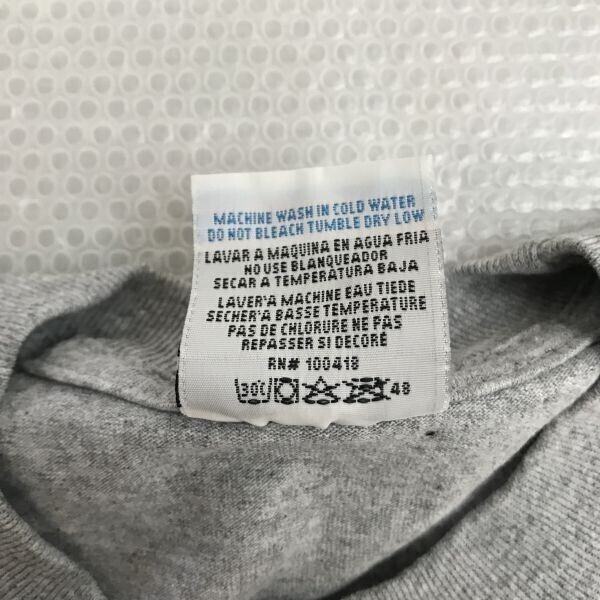 MACHINE WASH IN COLD WATER
DO NOT BLEACH TUMBLE DRY LOW
LAVAR A MAQUINA EN AGUA FRIA
NO USE BLANQUEADOR
SECAR A TEMPERATURA BAJA
LAVER'A MACHINE EAU TIEDE
SECHER'A BASSE TEMPERATURE
PAS DE CHLORURE NE PAS
REPASSER SI DECORÉ
RN# 100418
30C 48